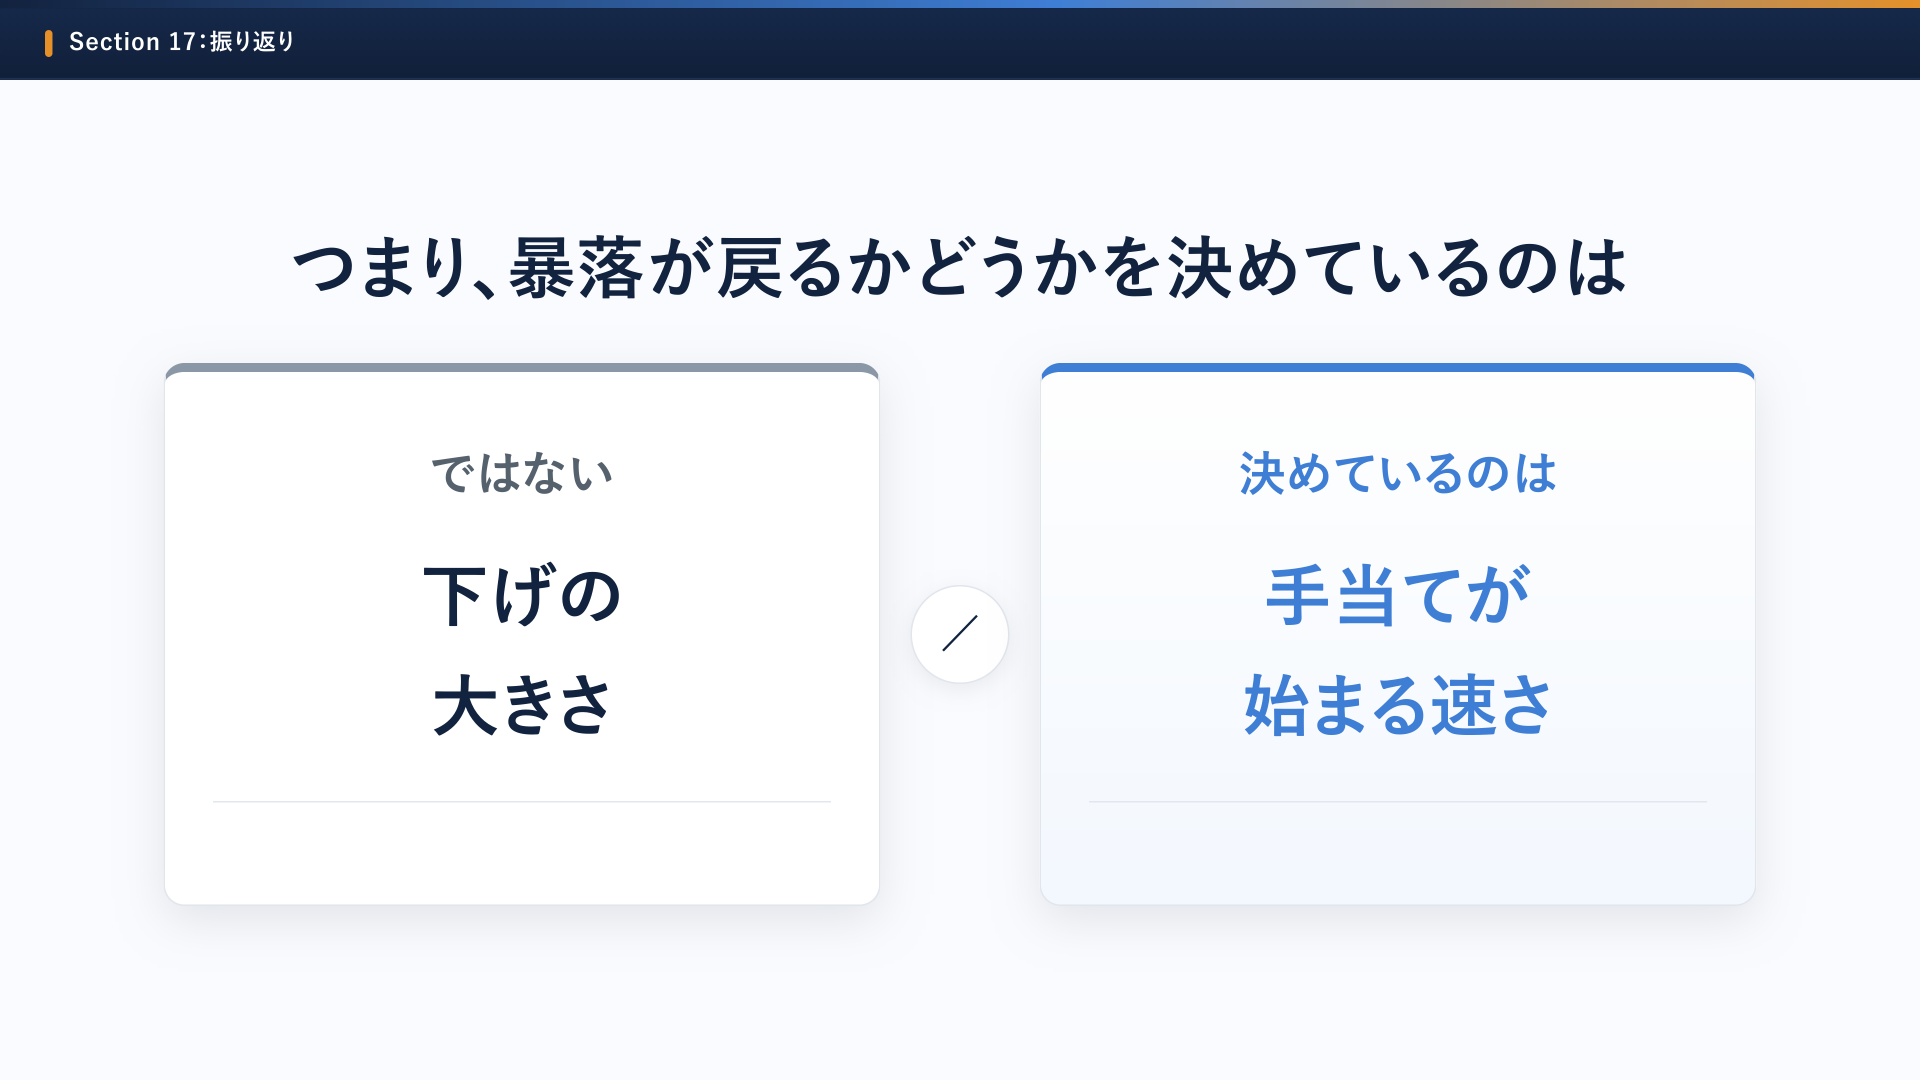 Section 17：振り返り
つまり、暴落が戻るかどうかを決めているのは
ではない
下げの
大きさ
／
決めているのは
手当てが
始まる速さ